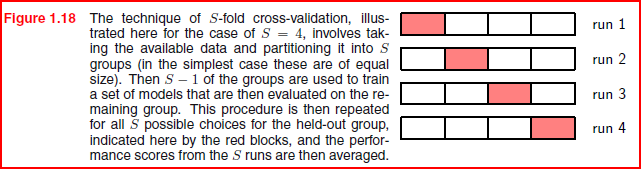 Figure 1.18 The technique of S-fold cross-validation, illus-
trated here for the case of S = 4, involves tak-
ing the available data and partitioning it into S
groups (in the simplest case these are of equal
size). Then S − 1 of the groups are used to train
a set of models that are then evaluated on the re-
maining group. This procedure is then repeated
for all S possible choices for the held-out group,
indicated here by the red blocks, and the perfor-
mance scores from the S runs are then averaged.
run 1
run 2
run 3
run 4